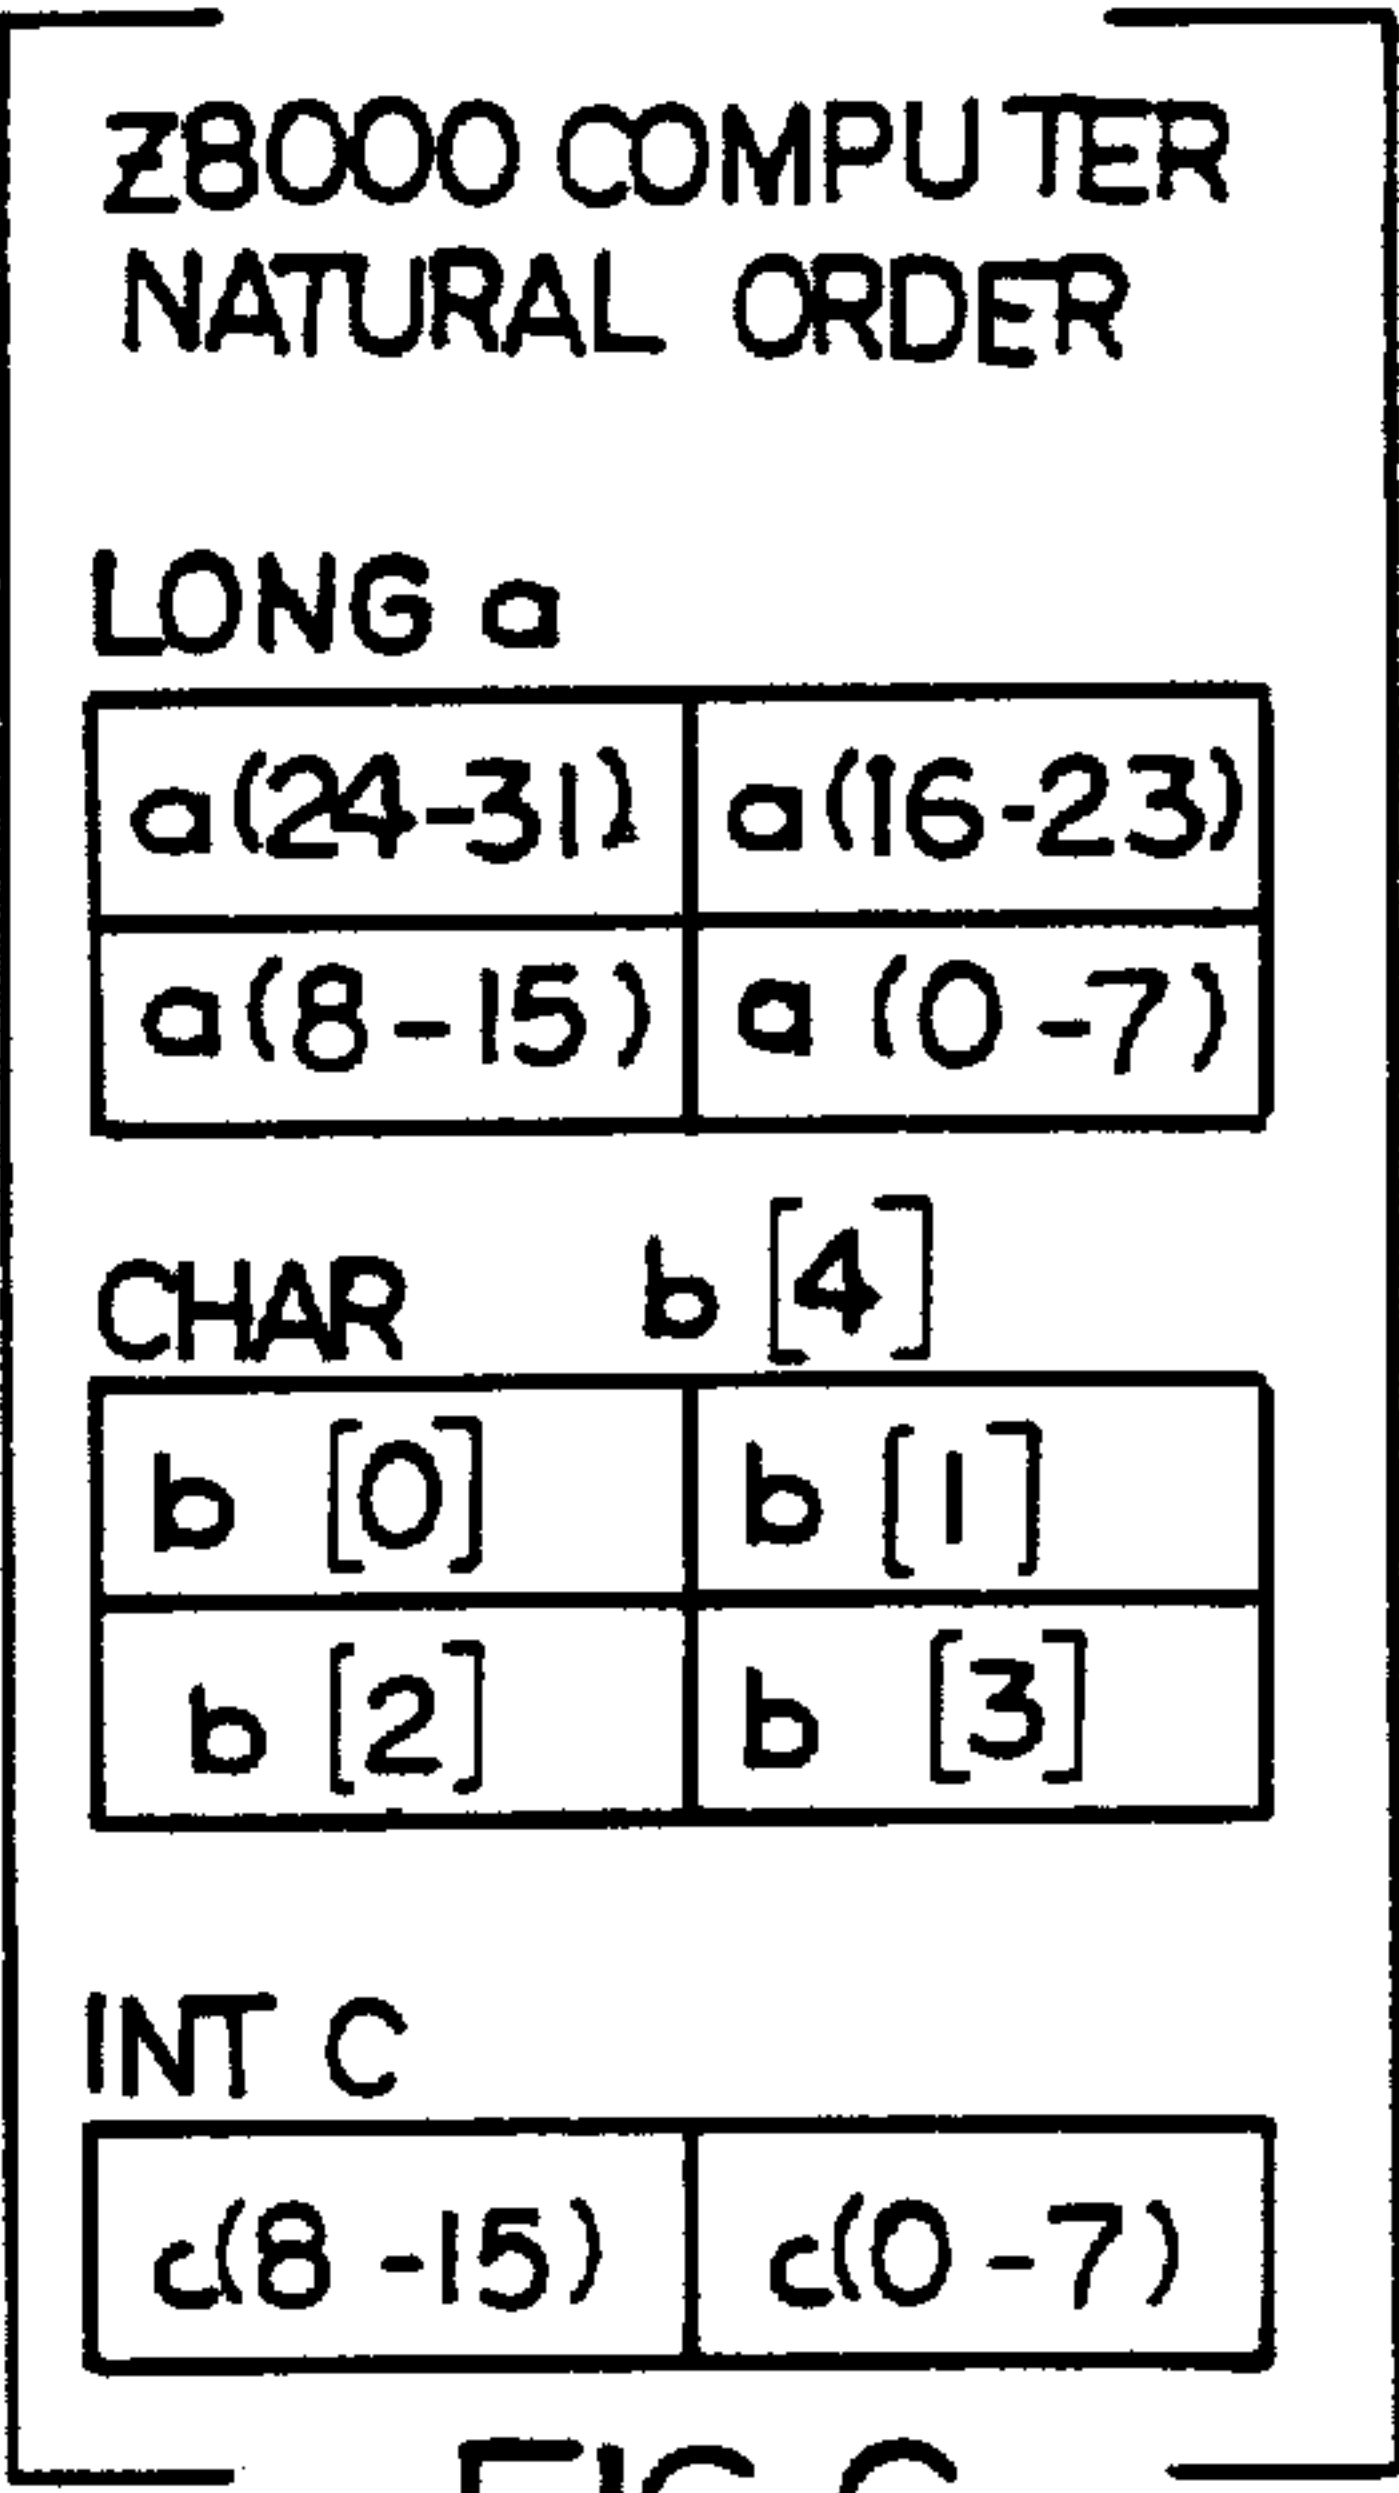 Z8000 COMPUTER
NATURAL ORDER
LONG a
a(24-31) a(16-23)
a(8-15) a(0-7)
CHAR b[4]
b[0] b[1]
b[2] b[3]
INT C
c(8-15) c(0-7)